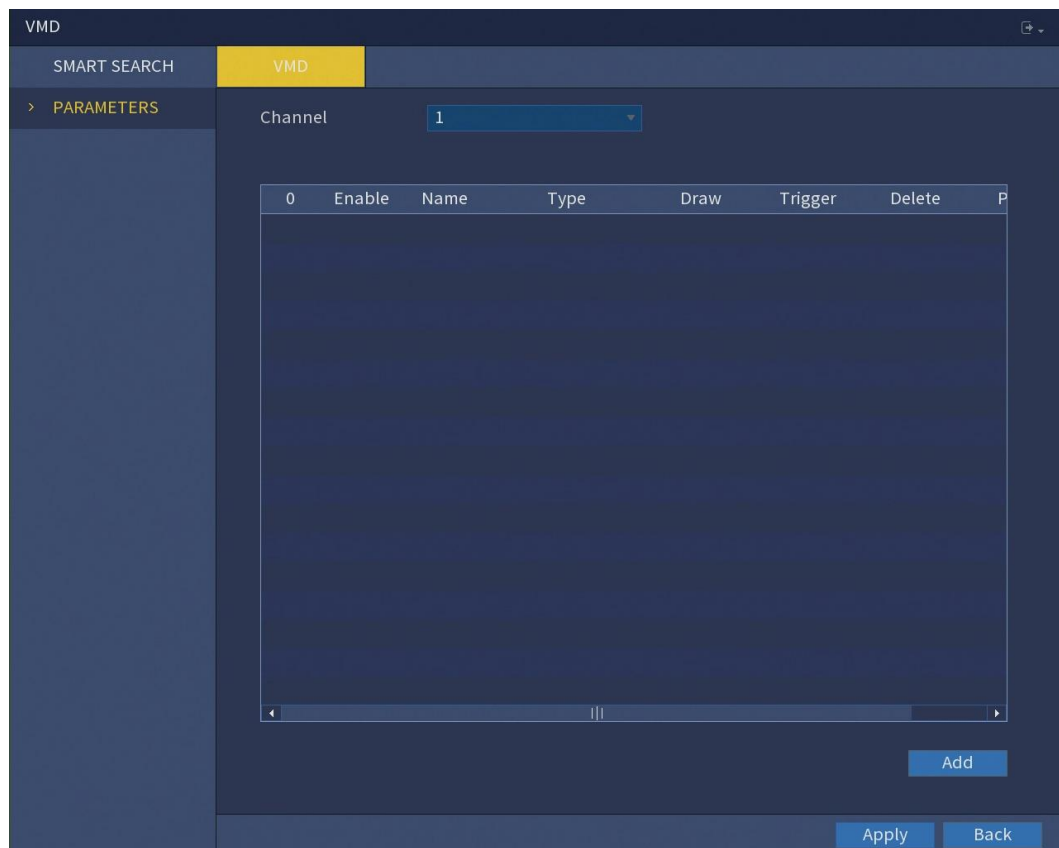 VMD
SMART SEARCH
VMD
> PARAMETERS
Channel 1
0 Enable Name Type Draw Trigger Delete P
Add
Apply Back